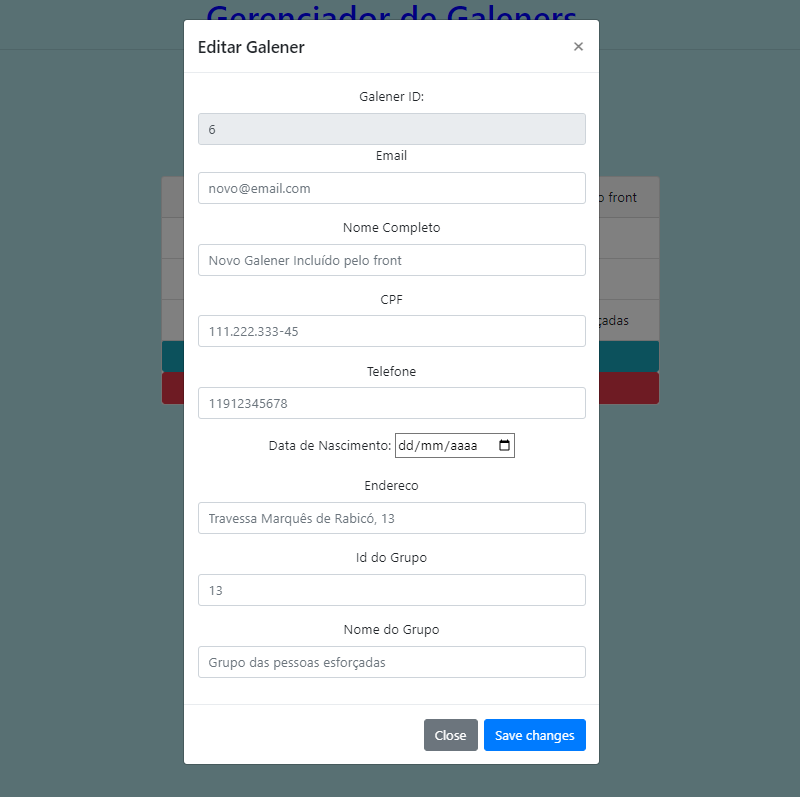 Gerenciador de Galeners
Editar Galener
×
Galener ID:
6
Email
novo@email.com
o front
Nome Completo
Novo Galener Incluído pelo front
CPF
111.222.333-45
çadas
Telefone
11912345678
Data de Nascimento: dd/mm/aaaa
Endereco
Travessa Marquês de Rabicó, 13
Id do Grupo
13
Nome do Grupo
Grupo das pessoas esforçadas
Close Save changes